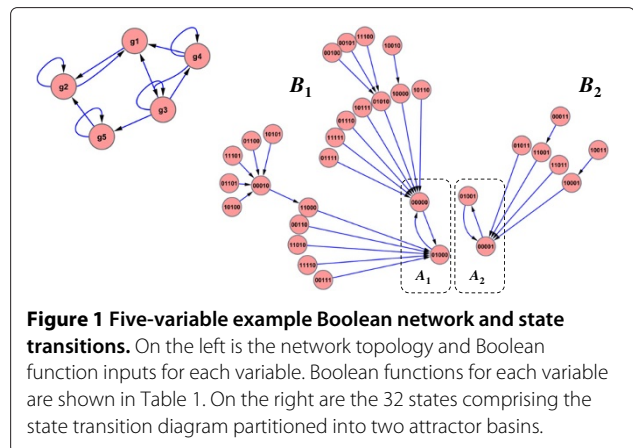 g1
g4
g2
g3
g5
B1
B2
00101
11100
00100
10010
01010
10000
10110
10111
01110
11111
01111
00000
01000
A1
10101
01100
11101
01101
10100
00010
11000
00110
11010
11110
00111
00011
01011
11001
10011
11011
10001
01001
00001
A2
Figure 1 Five-variable example Boolean network and state
transitions. On the left is the network topology and Boolean
function inputs for each variable. Boolean functions for each variable
are shown in Table 1. On the right are the 32 states comprising the
state transition diagram partitioned into two attractor basins.